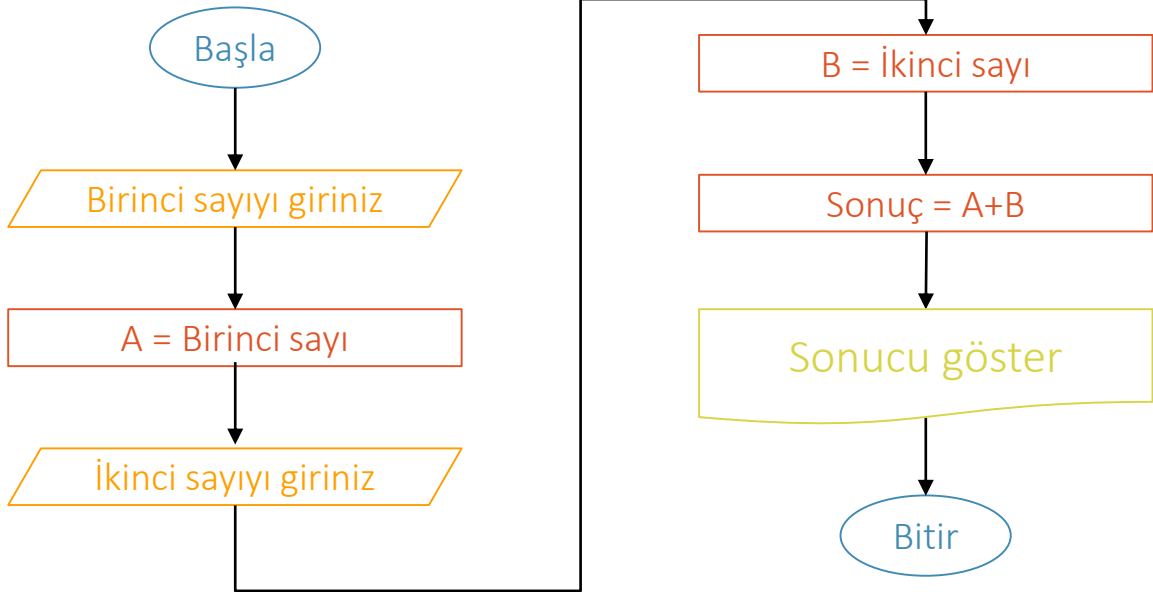 Başla
Birinci sayıyı giriniz
A = Birinci sayı
İkinci sayıyı giriniz
B = İkinci sayı
Sonuç = A+B
Sonucu göster
Bitir